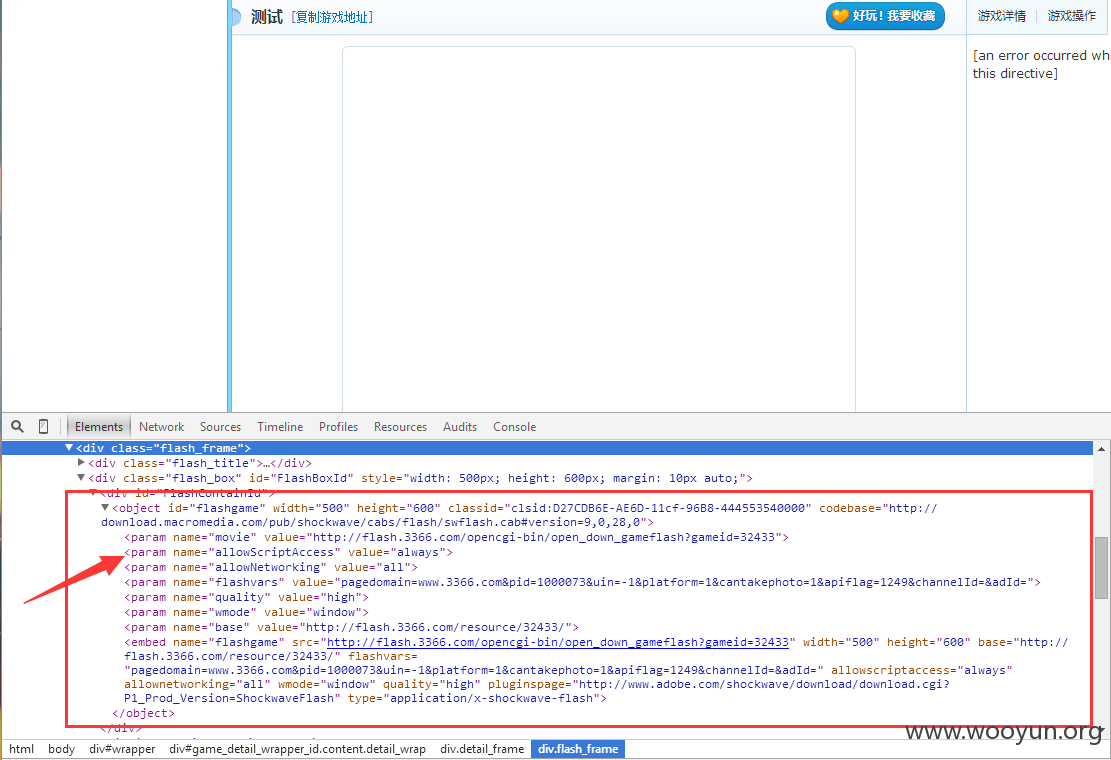 测试 [复制游戏地址]
好玩！我要收藏
游戏详情 游戏操作
[an error occurred wh
this directive]
Elements Network Sources Timeline Profiles Resources Audits Console
▼<div class="flash_frame">
▶<div class="flash_title">…</div>
▼<div class="flash_box" id="FlashBoxId" style="width: 500px; height: 600px; margin: 10px auto;">
▼<div id="FlashContainId">
▼<object id="flashgame" width="500" height="600" classid="clsid:D27CDB6E-AE6D-11cf-96B8-444553540000" codebase="http://
download.macromedia.com/pub/shockwave/cabs/flash/swflash.cab#version=9,0,28,0">
<param name="movie" value="http://flash.3366.com/opencgi-bin/open_down_gameflash?gameid=32433">
<param name="allowScriptAccess" value="always">
<param name="allowNetworking" value="all">
<param name="flashvars" value="pagedomain=www.3366.com&pid=1000073&uin=-1&platform=1&cantakephoto=1&apiflag=1249&channelId=&adId=">
<param name="quality" value="high">
<param name="wmode" value="window">
<param name="base" value="http://flash.3366.com/resource/32433/">
<embed name="flashgame" src="http://flash.3366.com/opencgi-bin/open_down_gameflash?gameid=32433" width="500" height="600" base="http://
flash.3366.com/resource/32433/" flashvars=
"pagedomain=www.3366.com&pid=1000073&uin=-1&platform=1&cantakephoto=1&apiflag=1249&channelId=&adId=" allowscriptaccess="always"
allownetworking="all" wmode="window" quality="high" pluginspage="http://www.adobe.com/shockwave/download/download.cgi?
P1_Prod_Version=ShockwaveFlash" type="application/x-shockwave-flash">
</object>
</div>
www.wooyun.org
html body div#wrapper div#game_detail_wrapper_id.content.detail_wrap div.detail_frame div.flash_frame